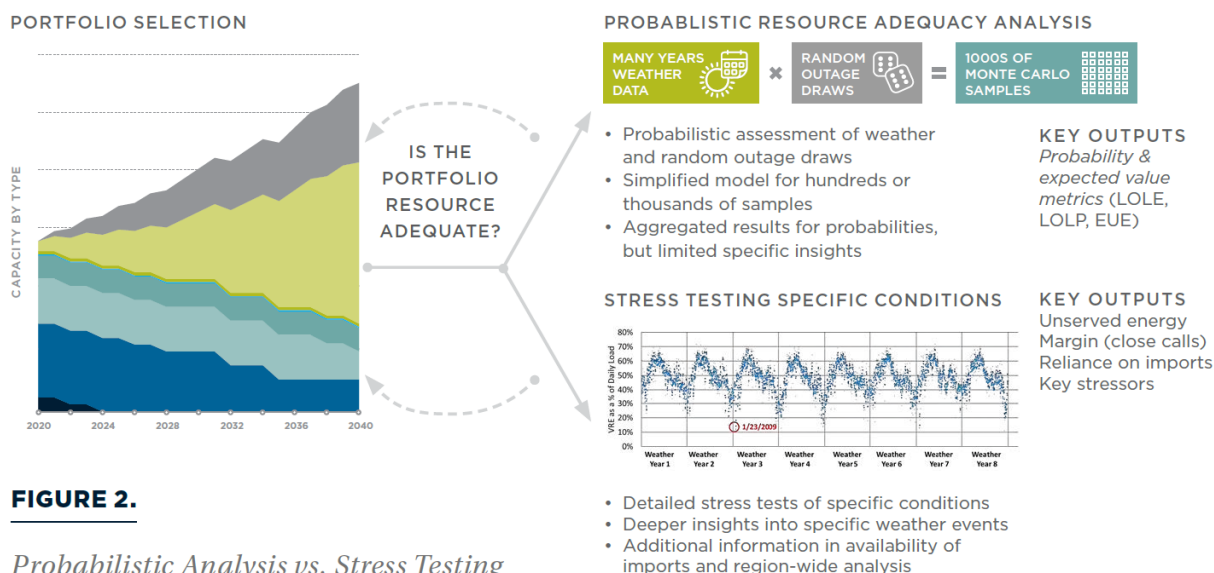 PORTFOLIO SELECTION
CAPACITY BY TYPE
2020
2024
2028
2032
2036
2040
IS THE
PORTFOLIO
RESOURCE
ADEQUATE?
PROBABLISTIC RESOURCE ADEQUACY ANALYSIS
MANY YEARS
WEATHER
DATA
×
RANDOM
OUTAGE
DRAWS
=
1000S OF
MONTE CARLO
SAMPLES
• Probabilistic assessment of weather
and random outage draws
• Simplified model for hundreds or
thousands of samples
• Aggregated results for probabilities,
but limited specific insights
KEY OUTPUTS
Probability &
expected value
metrics (LOLE,
LOLP, EUE)
STRESS TESTING SPECIFIC CONDITIONS
VRE as a % of Daily Load
80%
70%
60%
50%
40%
30%
20%
10%
0%
1/23/2009
Weather
Year 1
Weather
Year 2
Weather
Year 3
Weather
Year 4
Weather
Year 5
Weather
Year 6
Weather
Year 7
Weather
Year 8
KEY OUTPUTS
Unserved energy
Margin (close calls)
Reliance on imports
Key stressors
• Detailed stress tests of specific conditions
• Deeper insights into specific weather events
• Additional information in availability of
imports and region-wide analysis
FIGURE 2.
Probabilistic Analysis vs. Stress Testing